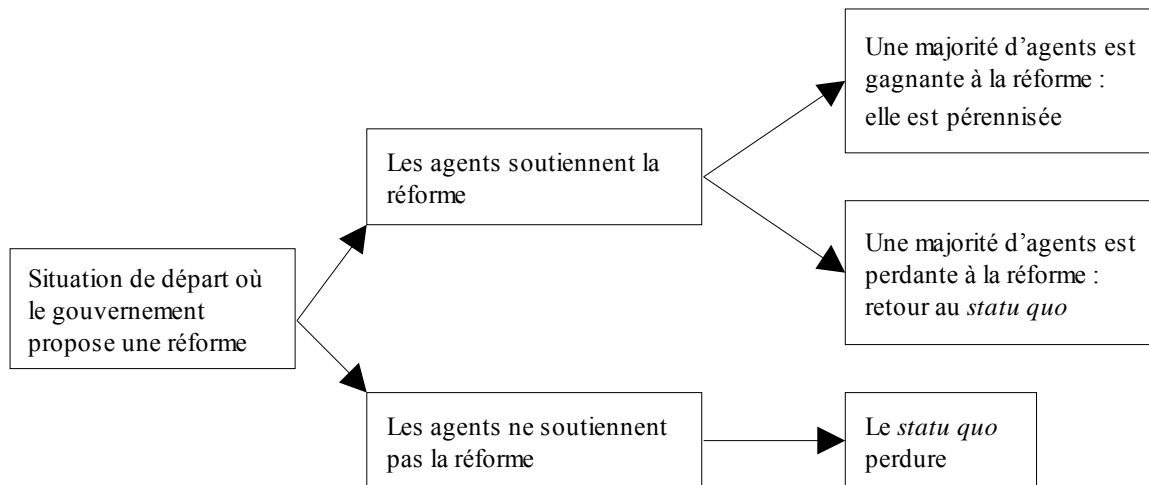 Situation de départ où
le gouvernement
propose une réforme
Les agents soutiennent la
réforme
Les agents ne soutiennent
pas la réforme
Une majorité d’agents est
gagnante à la réforme :
elle est pérennisée
Une majorité d’agents est
perdante à la réforme :
retour au statu quo
Le statu quo
perdure